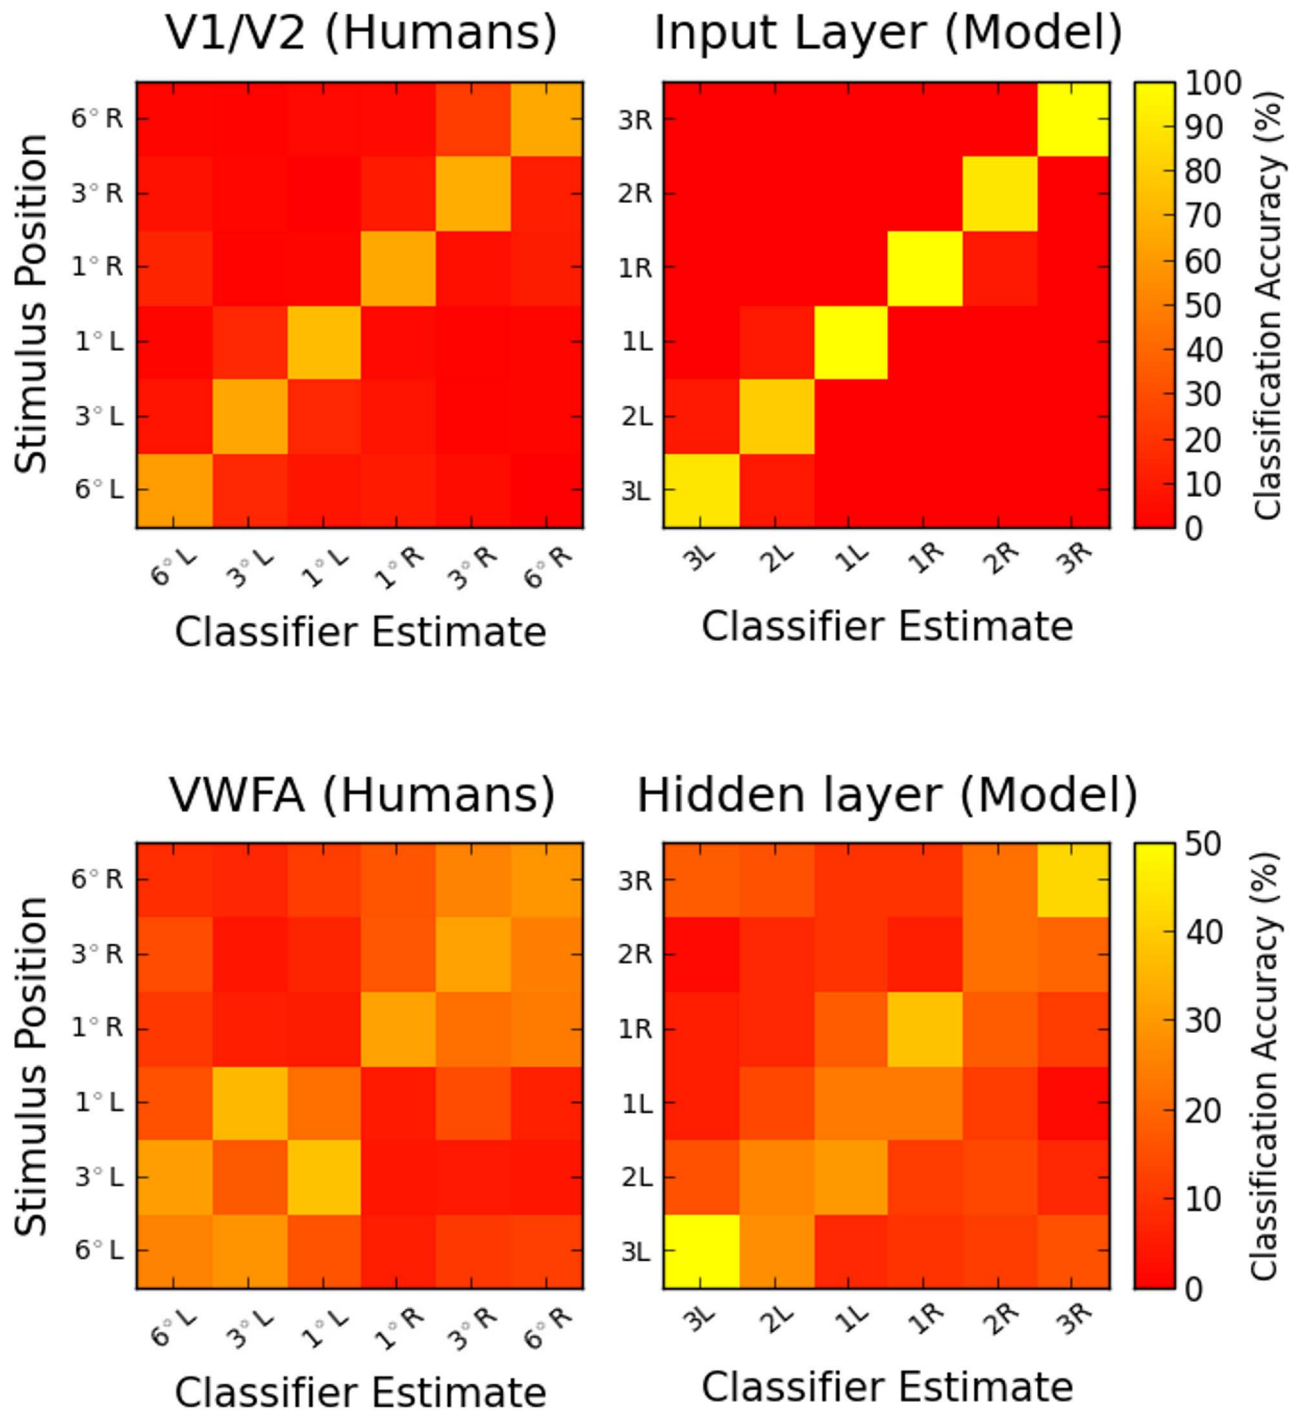 V1/V2 (Humans)
Input Layer (Model)
Stimulus Position
6°R
3°R
1°R
1°L
3°L
6°L
6°L 3°L 1°L 1°R 3°R 6°R
Classifier Estimate
3R
2R
1R
1L
2L
3L
3L 2L 1L 1R 2R 3R
Classifier Estimate
100
90
80
70
60
50
40
30
20
10
0
Classification Accuracy (%)
VWFA (Humans)
Hidden layer (Model)
Stimulus Position
6°R
3°R
1°R
1°L
3°L
6°L
6°L 3°L 1°L 1°R 3°R 6°R
Classifier Estimate
3R
2R
1R
1L
2L
3L
3L 2L 1L 1R 2R 3R
Classifier Estimate
50
40
30
20
10
0
Classification Accuracy (%)